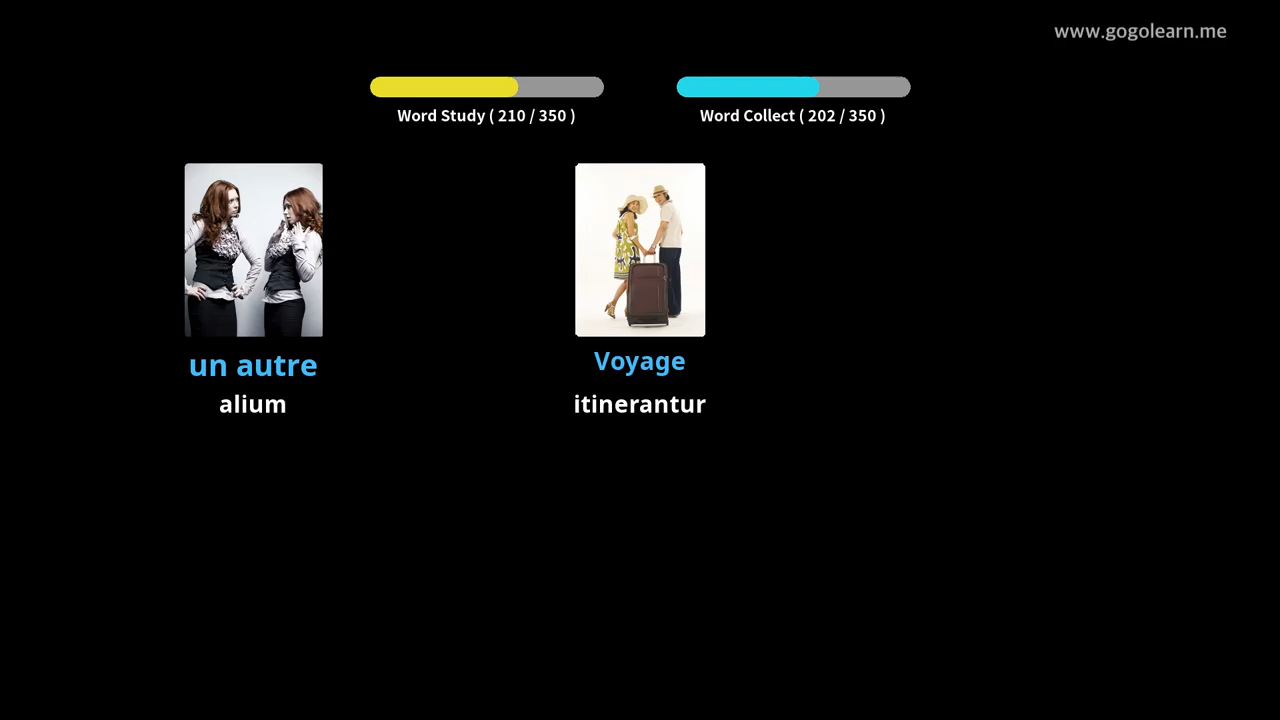 www.gogolearn.me
Word Study ( 210 / 350 )
Word Collect ( 202 / 350 )
un autre
alium
Voyage
itinerantur